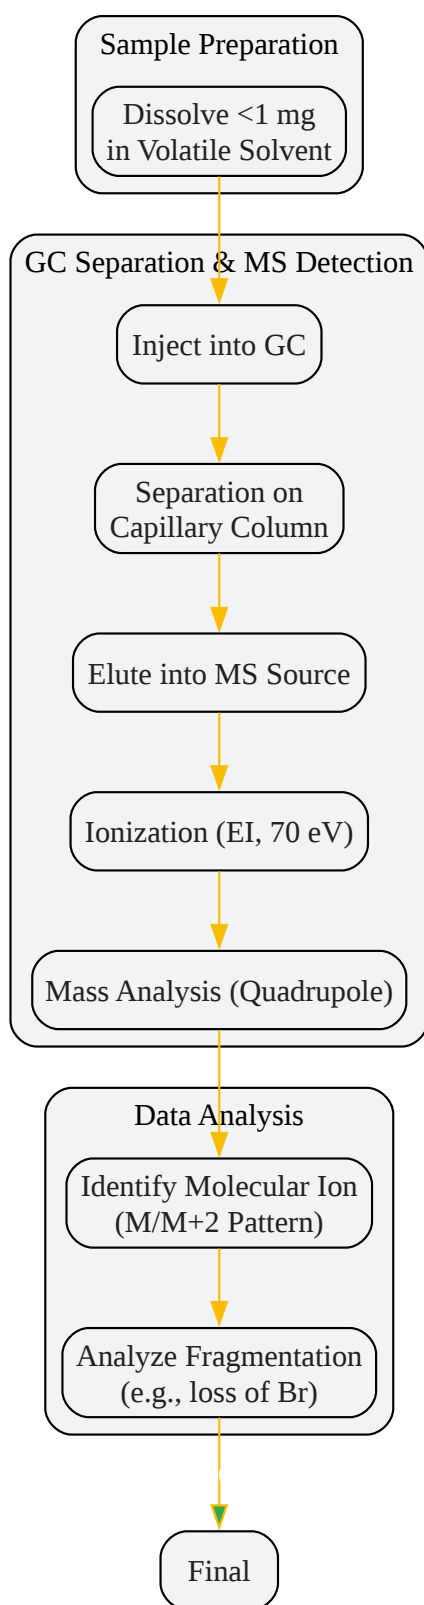 Sample Preparation
Dissolve <1 mg
in Volatile Solvent
GC Separation & MS Detection
Inject into GC
Separation on
Capillary Column
Elute into MS Source
Ionization (EI, 70 eV)
Mass Analysis (Quadrupole)
Data Analysis
Identify Molecular Ion
(M/M+2 Pattern)
Analyze Fragmentation
(e.g., loss of Br)
Final